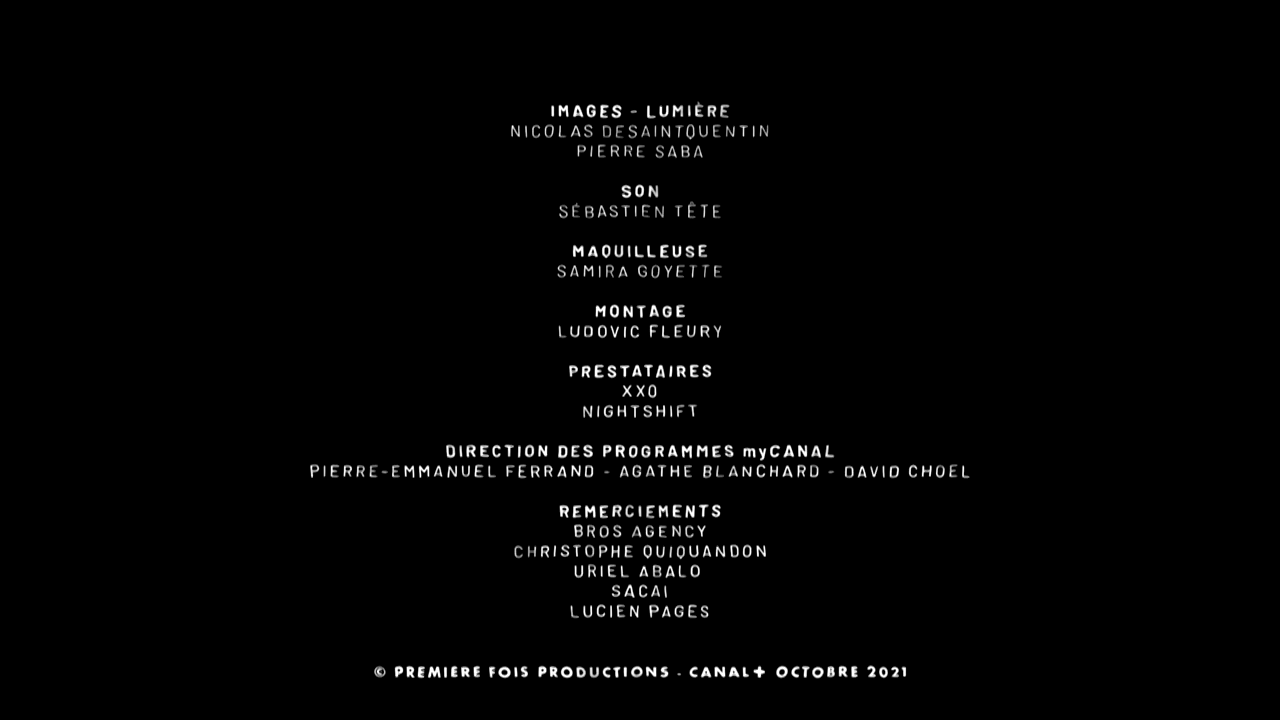 IMAGES - LUMIÈRE
NICOLAS DESAINTQUENTIN
PIERRE SABA
SON
SÉBASTIEN TÊTE
MAQUILLEUSE
SAMIRA GOYETTE
MONTAGE
LUDOVIC FLEURY
PRESTATAIRES
XXO
NIGHTSHIFT
DIRECTION DES PROGRAMMES myCANAL
PIERRE-EMMANUEL FERRAND - AGATHE BLANCHARD - DAVID CHOEL
REMERCIEMENTS
BROS AGENCY
CHRISTOPHE QUIQUANDON
URIEL ABALO
SACAI
LUCIEN PAGES
© PREMIERE FOIS PRODUCTIONS - CANAL+ OCTOBRE 2021